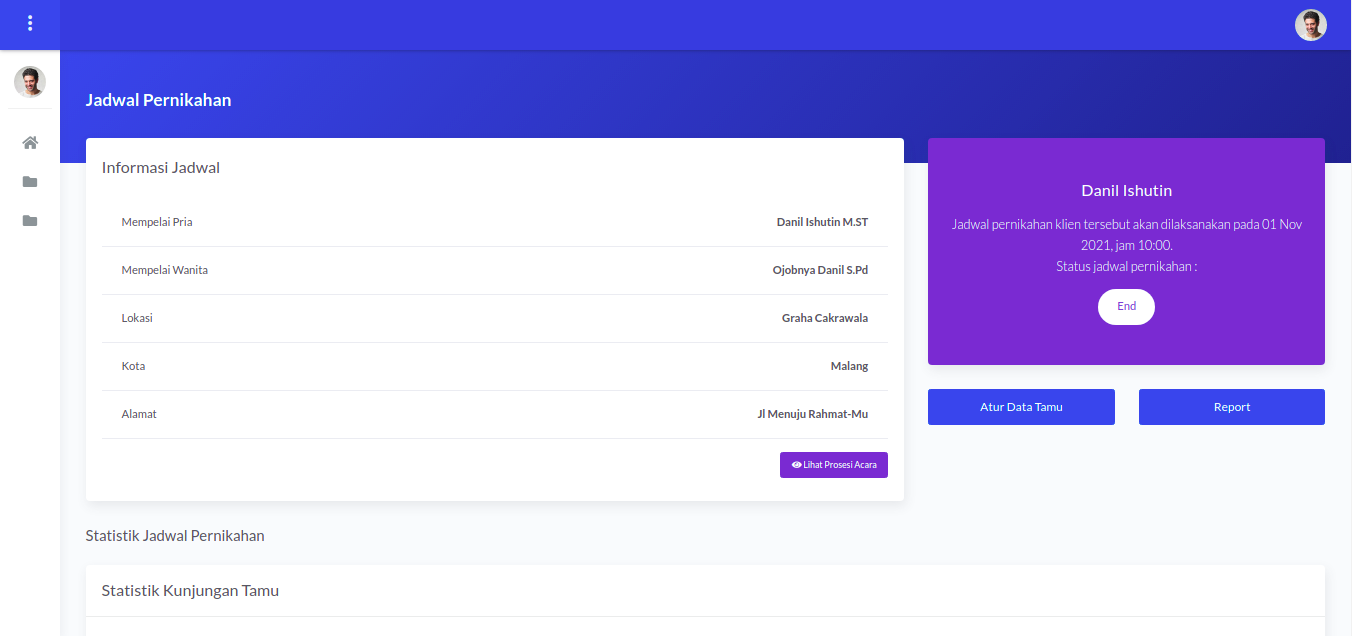 Jadwal Pernikahan
Informasi Jadwal
Mempelai Pria Danil Ishutin M.ST
Mempelai Wanita Ojobnya Danil S.Pd
Lokasi Graha Cakrawala
Kota Malang
Alamat Jl Menuju Rahmat-Mu
Lihat Prosesi Acara
Danil Ishutin
Jadwal pernikahan klien tersebut akan dilaksanakan pada 01 Nov
2021, jam 10:00.
Status jadwal pernikahan :
End
Atur Data Tamu
Report
Statistik Jadwal Pernikahan
Statistik Kunjungan Tamu